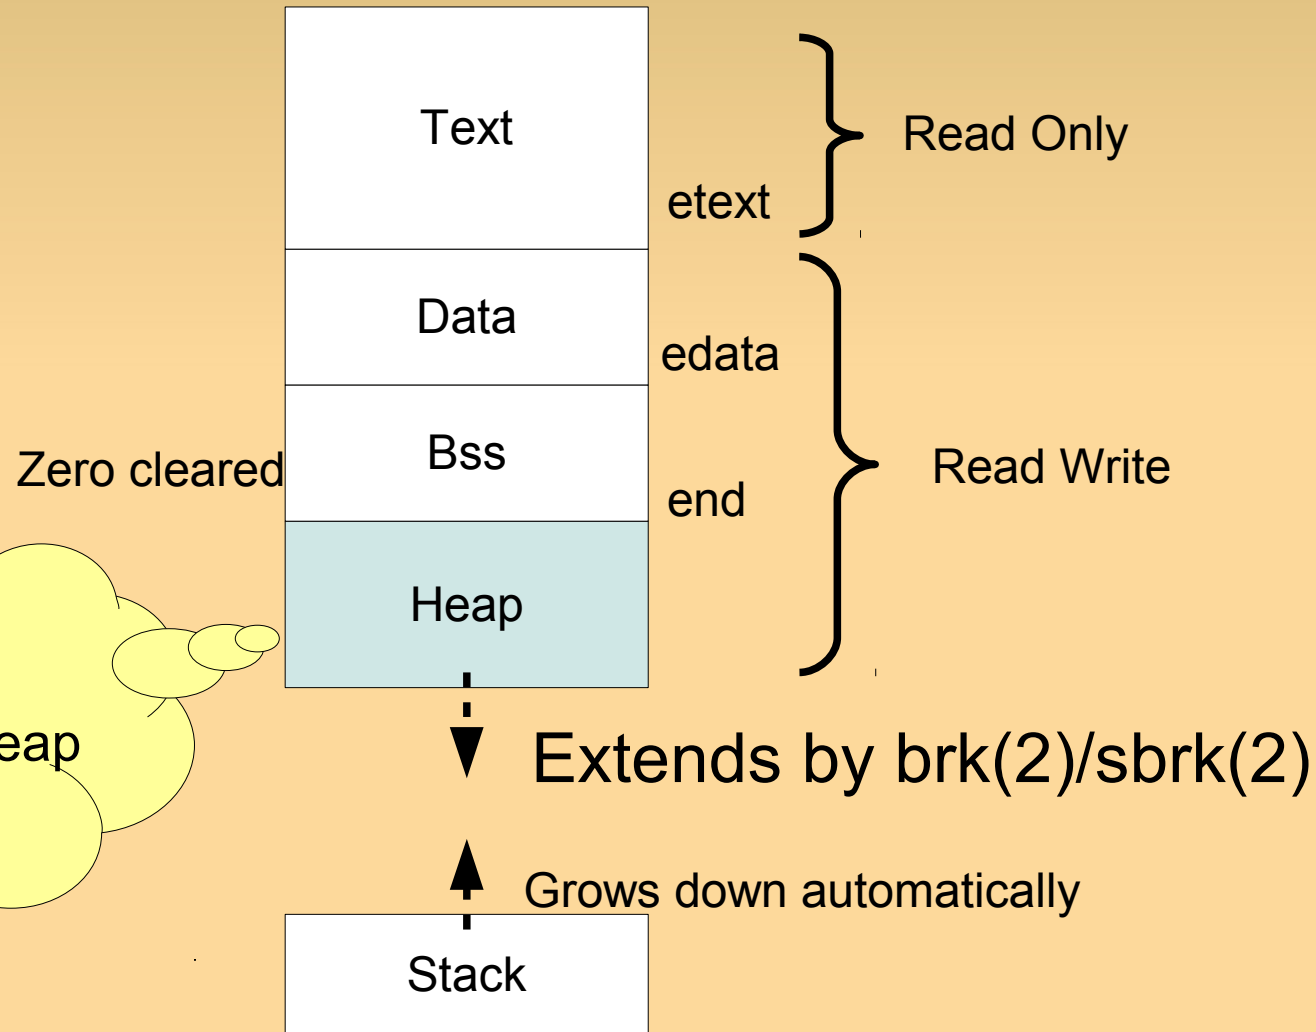 Text
Read Only
etext
Data
edata
Bss
Zero cleared
Read Write
end
Heap
eap
Extends by brk(2)/sbrk(2)
Grows down automatically
Stack